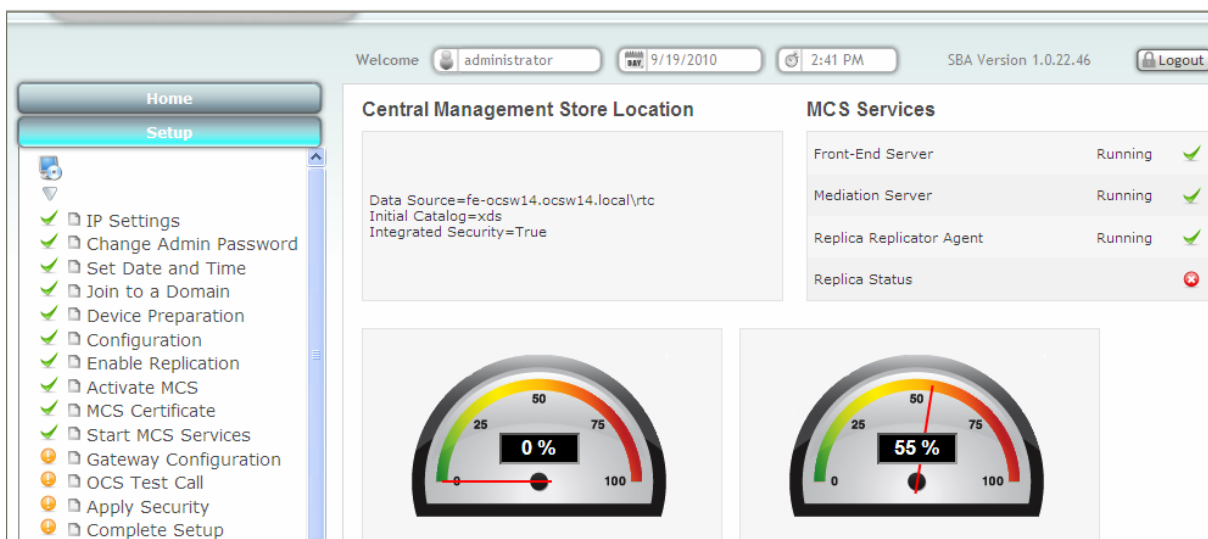 Welcome administrator DAY 9/19/2010 2:41 PM SBA Version 1.0.22.46 Logout
Home
Setup
IP Settings
Change Admin Password
Set Date and Time
Join to a Domain
Device Preparation
Configuration
Enable Replication
Activate MCS
MCS Certificate
Start MCS Services
Gateway Configuration
OCS Test Call
Apply Security
Complete Setup
Central Management Store Location
Data Source=fe-ocsw14.ocsw14.local\rtc
Initial Catalog=xds
Integrated Security=True
MCS Services
Front-End Server Running
Mediation Server Running
Replica Replicator Agent Running
Replica Status
0 25 50 75 100
0 %
0 25 50 75 100
55 %